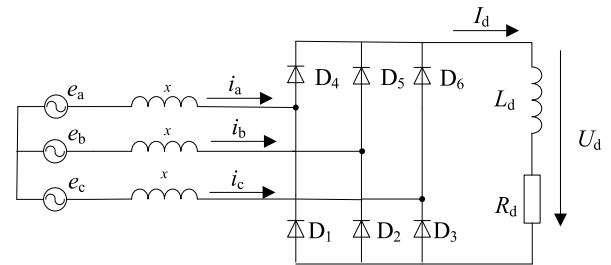 I_d
e_a x i_a D_4 D_5 D_6
L_d
e_b x i_b
U_d
e_c x i_c
R_d
D_1 D_2 D_3